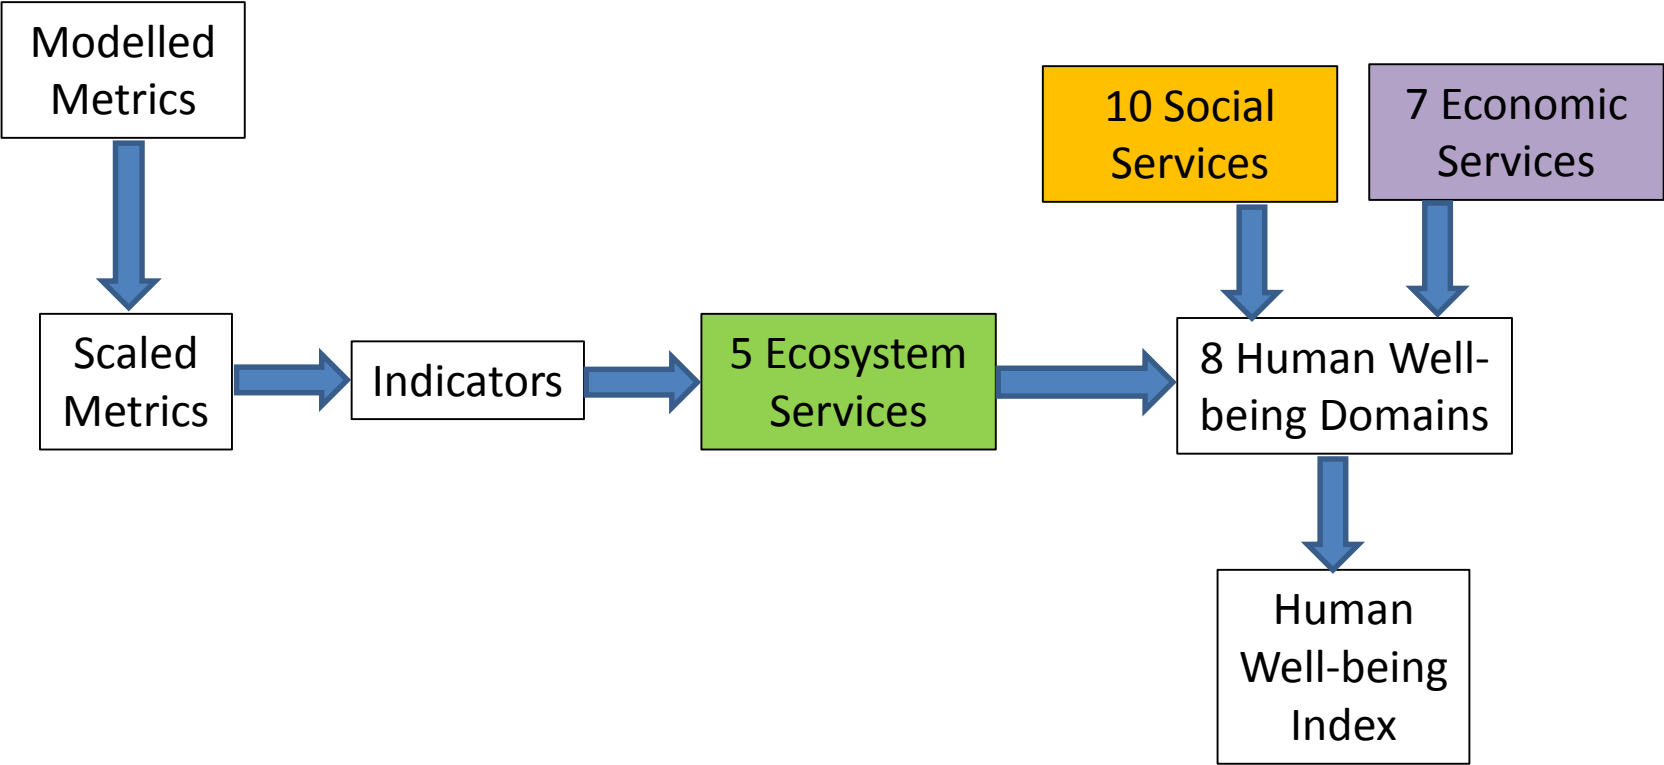 Modelled
Metrics
10 Social
Services
7 Economic
Services
Scaled
Metrics
Indicators
5 Ecosystem
Services
8 Human Well-
being Domains
Human
Well-being
Index